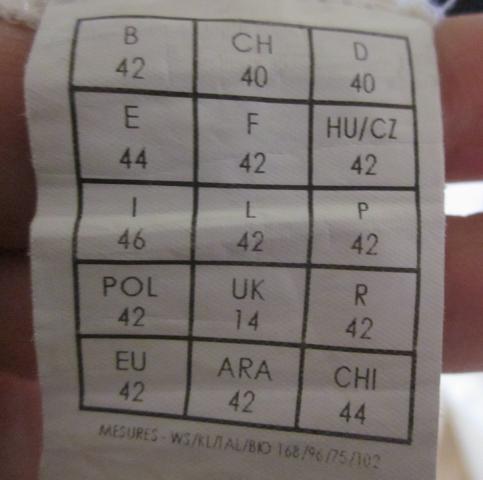 B CH D
42 40 40
E F HU/CZ
44 42 42
I L P
46 42 42
POL UK R
42 14 42
EU ARA CHI
42 42 44
MESURES - WS/KL/TAL/BIO 168/96/75/102